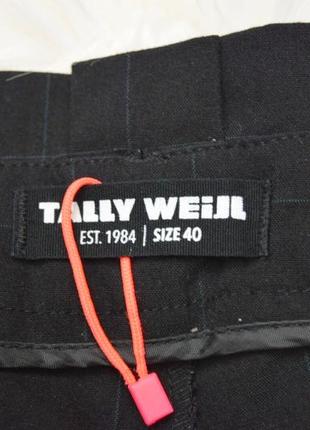 TALLY WEiJL
EST. 1984 | SIZE 40